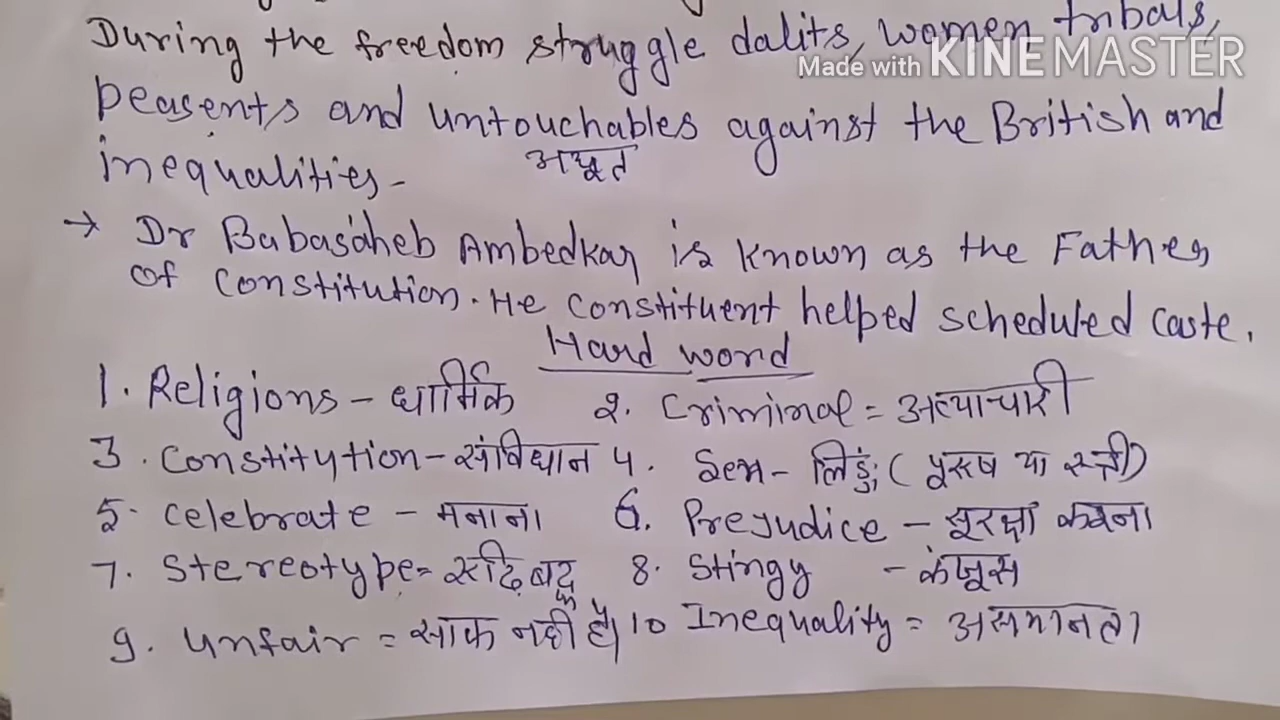 During the freedom struggle dalits, women tribals,
Made with KINEMASTER
peasents and untouchables against the British and
अछूत
inequalities-
→ Dr Babasaheb Ambedkar is known as the Father
of constitution. He constituent helped scheduled caste.
Hard word
1. Religions - धार्मिक 2. Criminal = अत्याचारी
3. Constitution - संविधान 4. Sex - लिङ्ग; (पुरूष या स्त्री)
5. Celebrate - मनाना 6. Prejudice - सुरक्षा
7. Stereotype = रूढि बद्ध 8. Stingy - कंजूस
9. Unfair = साफ नही है। 10 Inequality = असमानता